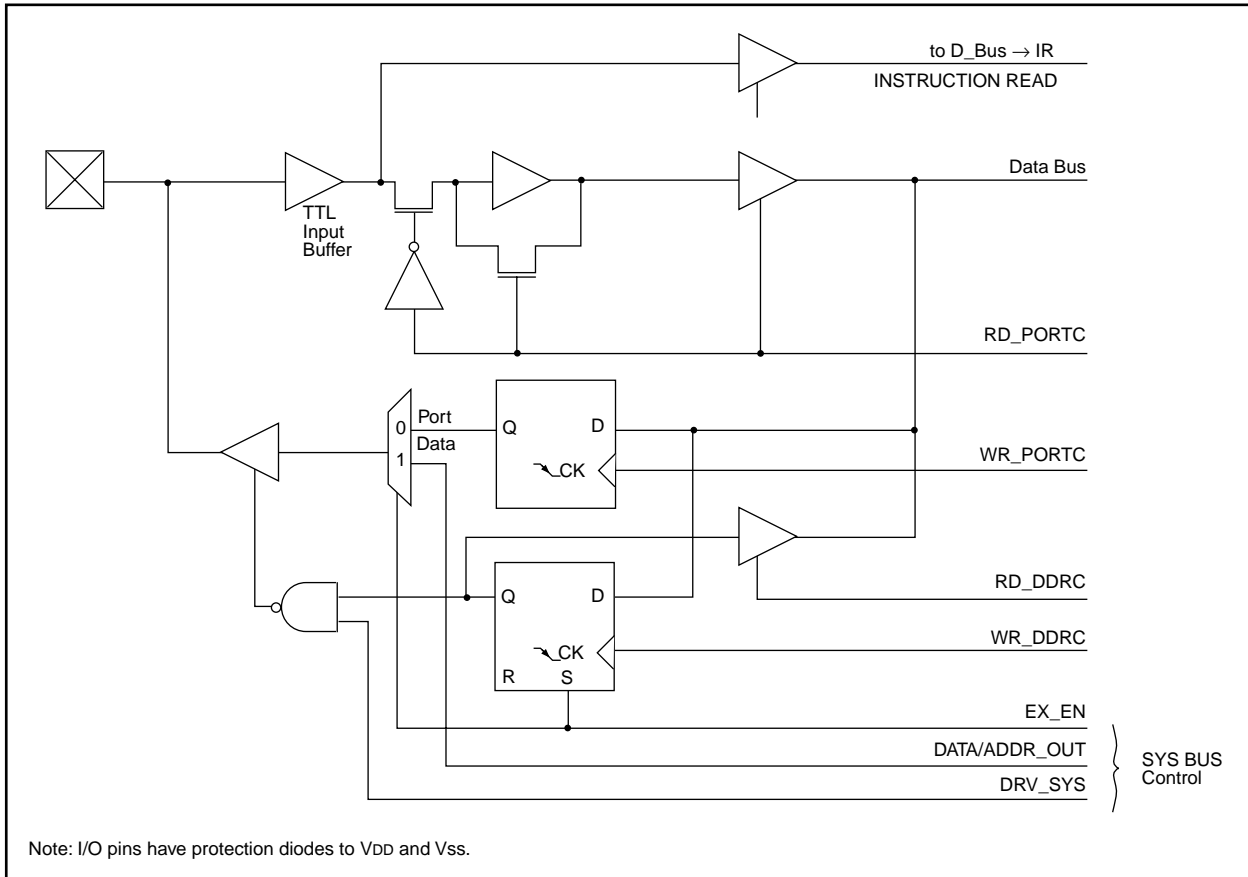 to D_Bus → IR
INSTRUCTION READ
Data Bus
TTL
Input
Buffer
RD_PORTC
Port
0
Q
D
Data
1
CK
WR_PORTC
RD_DDRC
Q
D
WR_DDRC
CK
R
S
EX_EN
DATA/ADDR_OUT
SYS BUS
Control
DRV_SYS
Note: I/O pins have protection diodes to VDD and Vss.